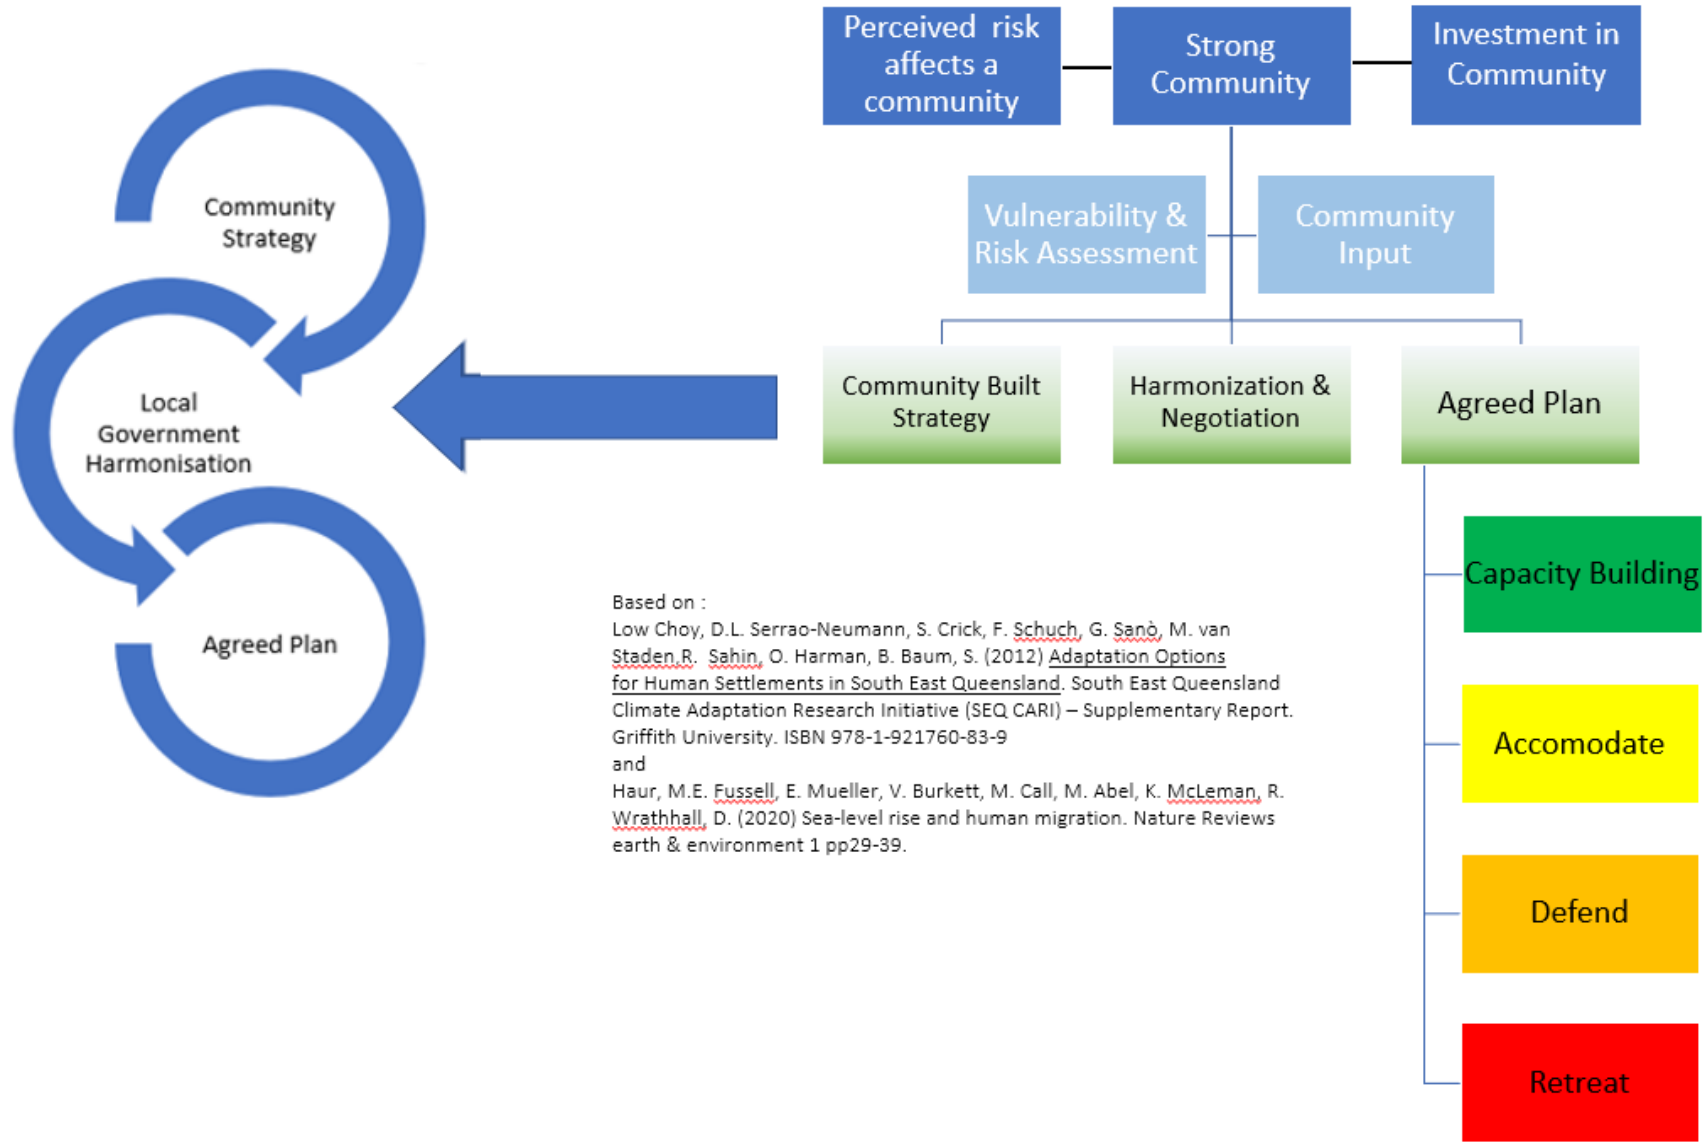 Perceived risk
affects a
community
Strong
Community
Investment in
Community
Vulnerability &
Risk Assessment
Community
Input
Community Built
Strategy
Harmonization &
Negotiation
Agreed Plan
Capacity Building
Accomodate
Defend
Retreat
Community
Strategy
Local
Government
Harmonisation
Agreed Plan
Based on :
Low Choy, D.L. Serrao-Neumann, S. Crick, F. Schuch, G. Sanò, M. van
Staden,R. Sahin, O. Harman, B. Baum, S. (2012) Adaptation Options
for Human Settlements in South East Queensland. South East Queensland
Climate Adaptation Research Initiative (SEQ CARI) – Supplementary Report.
Griffith University. ISBN 978-1-921760-83-9
and
Haur, M.E. Fussell, E. Mueller, V. Burkett, M. Call, M. Abel, K. McLeman, R.
Wrathhall, D. (2020) Sea-level rise and human migration. Nature Reviews
earth & environment 1 pp29-39.